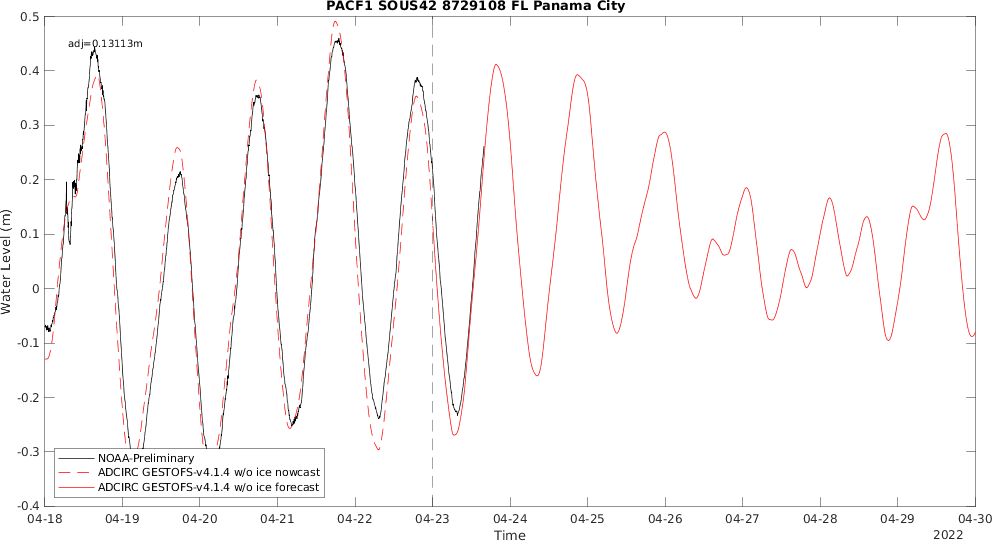 PACF1 SOUS42 8729108 FL Panama City
adj=0.13113m
0.5
0.4
0.3
0.2
0.1
0
-0.1
-0.2
-0.3
-0.4
Water Level (m)
NOAA-Preliminary
ADCIRC GESTOFS-v4.1.4 w/o ice nowcast
ADCIRC GESTOFS-v4.1.4 w/o ice forecast
04-18 04-19 04-20 04-21 04-22 04-23 04-24 04-25 04-26 04-27 04-28 04-29 04-30
Time
2022